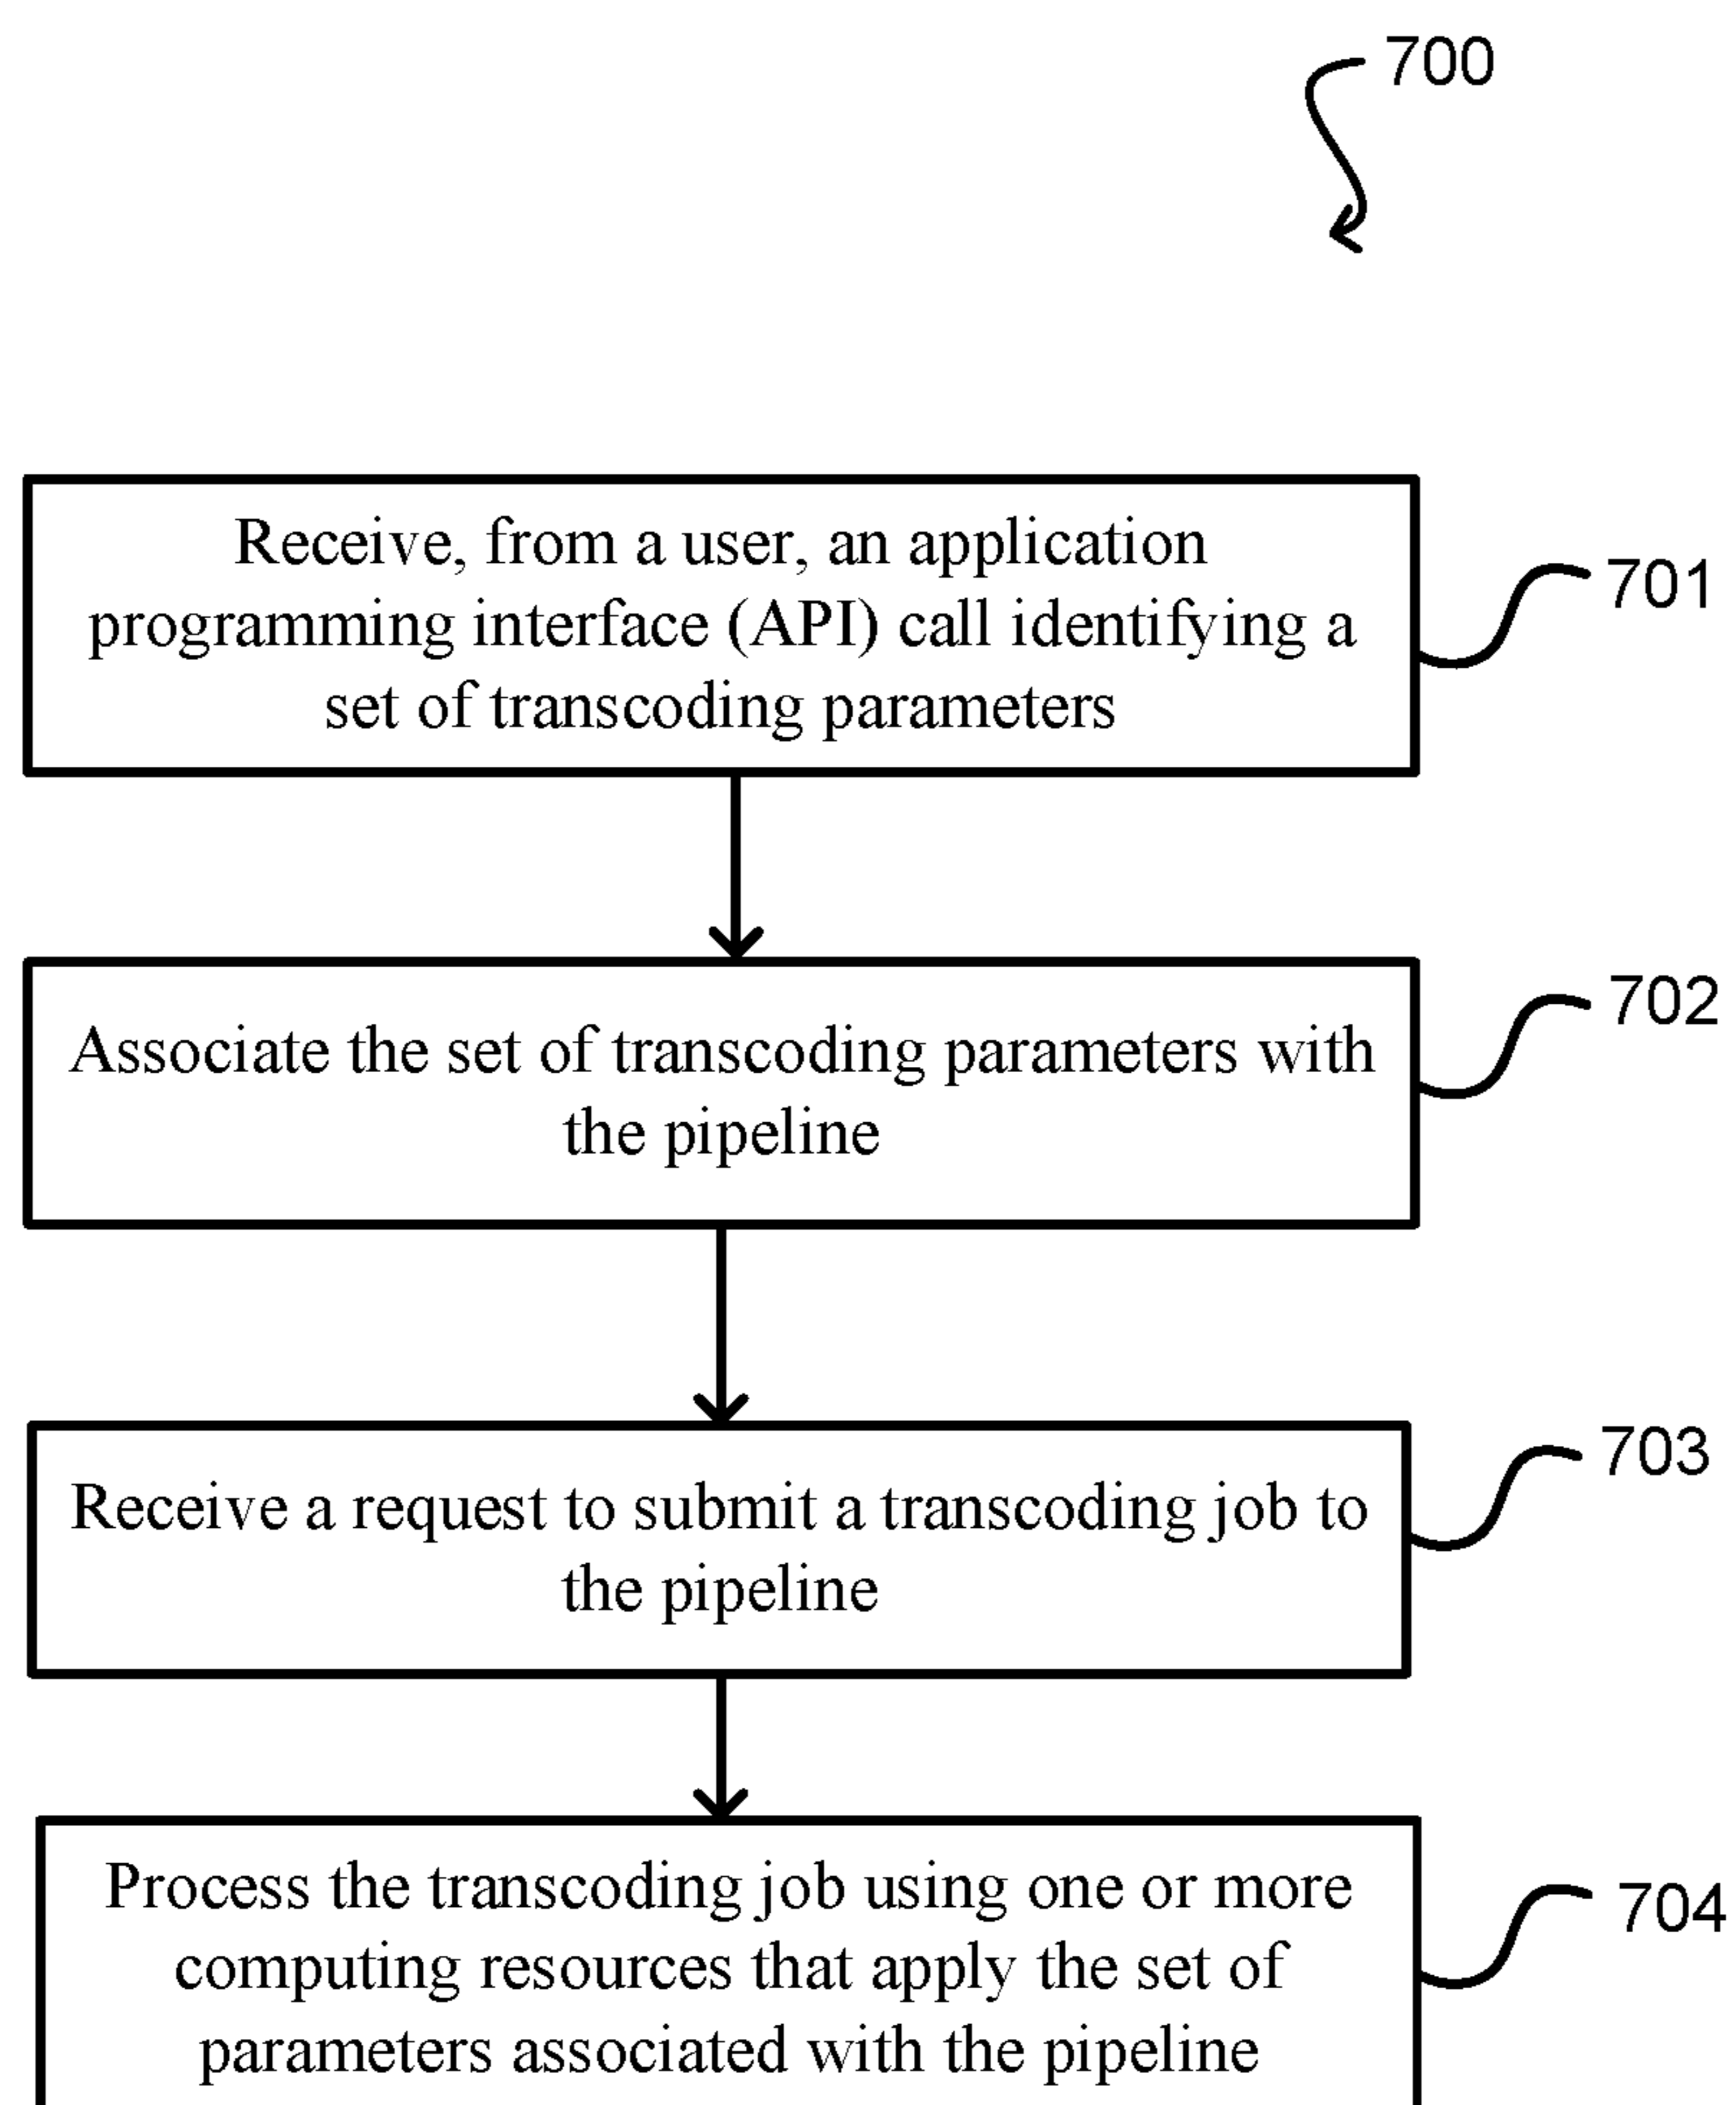 700
Receive, from a user, an application
programming interface (API) call identifying a
set of transcoding parameters
701
Associate the set of transcoding parameters with
the pipeline
702
Receive a request to submit a transcoding job to
the pipeline
703
Process the transcoding job using one or more
computing resources that apply the set of
parameters associated with the pipeline
704